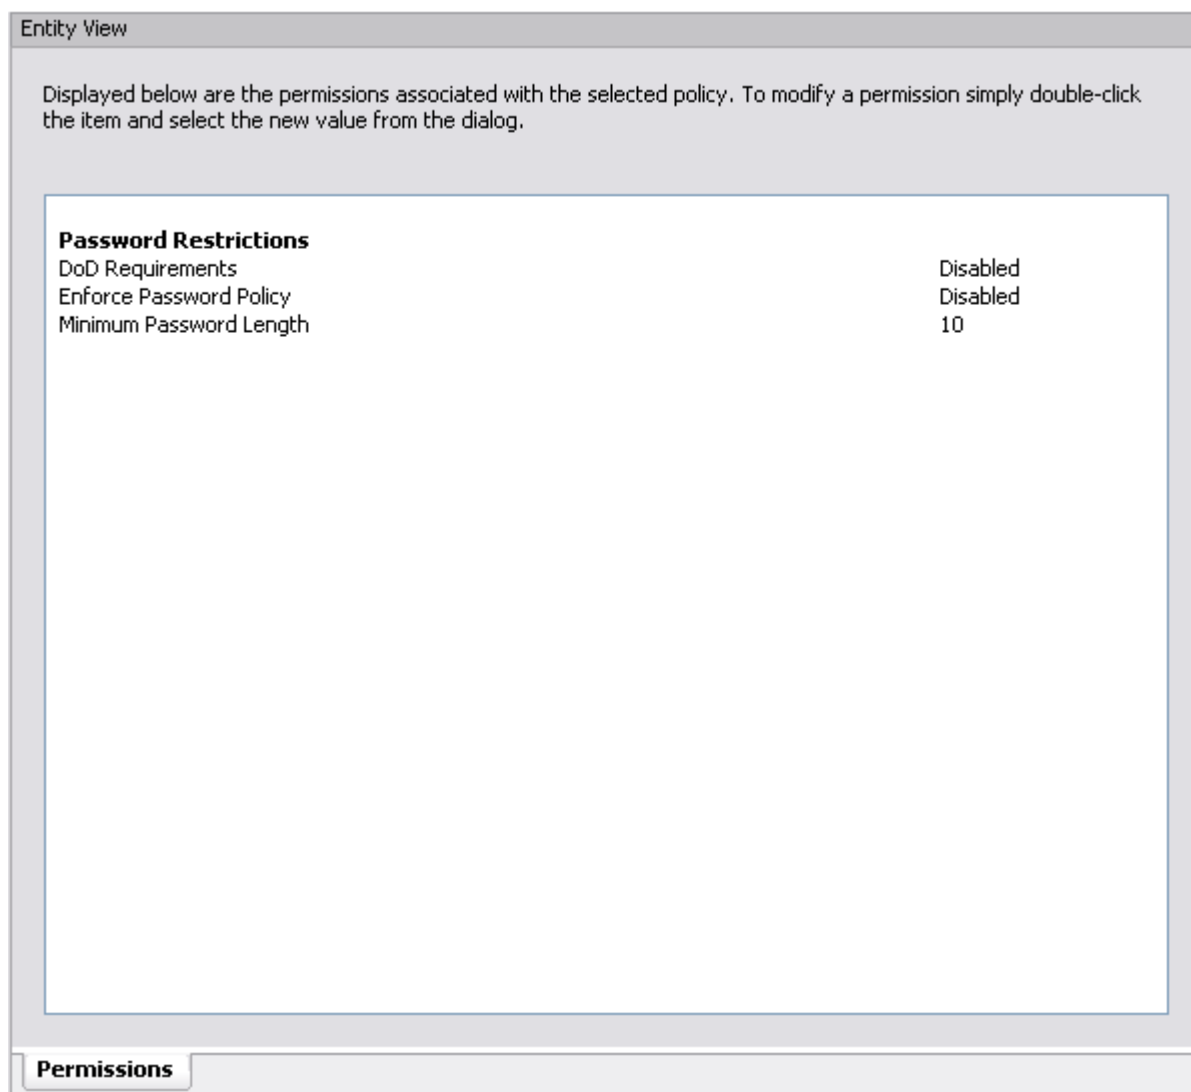 Entity View
Displayed below are the permissions associated with the selected policy. To modify a permission simply double-click
the item and select the new value from the dialog.
Password Restrictions
DoD Requirements Disabled
Enforce Password Policy Disabled
Minimum Password Length 10
Permissions